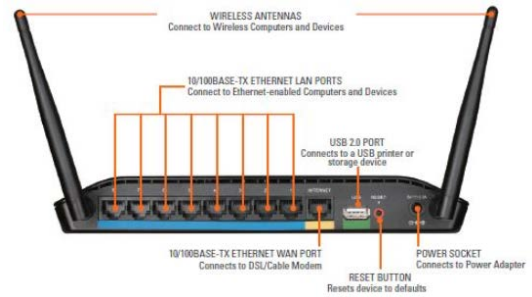 WIRELESS ANTENNAS
Connect to Wireless Computers and Devices
10/100BASE-TX ETHERNET LAN PORTS
Connect to Ethernet-enabled Computers and Devices
USB 2.0 PORT
Connects to a USB printer or
storage device
INTERNET
USB
RESET
10/100BASE-TX ETHERNET WAN PORT
Connects to DSL/Cable Modem
POWER SOCKET
Connects to Power Adapter
RESET BUTTON
Resets device to defaults